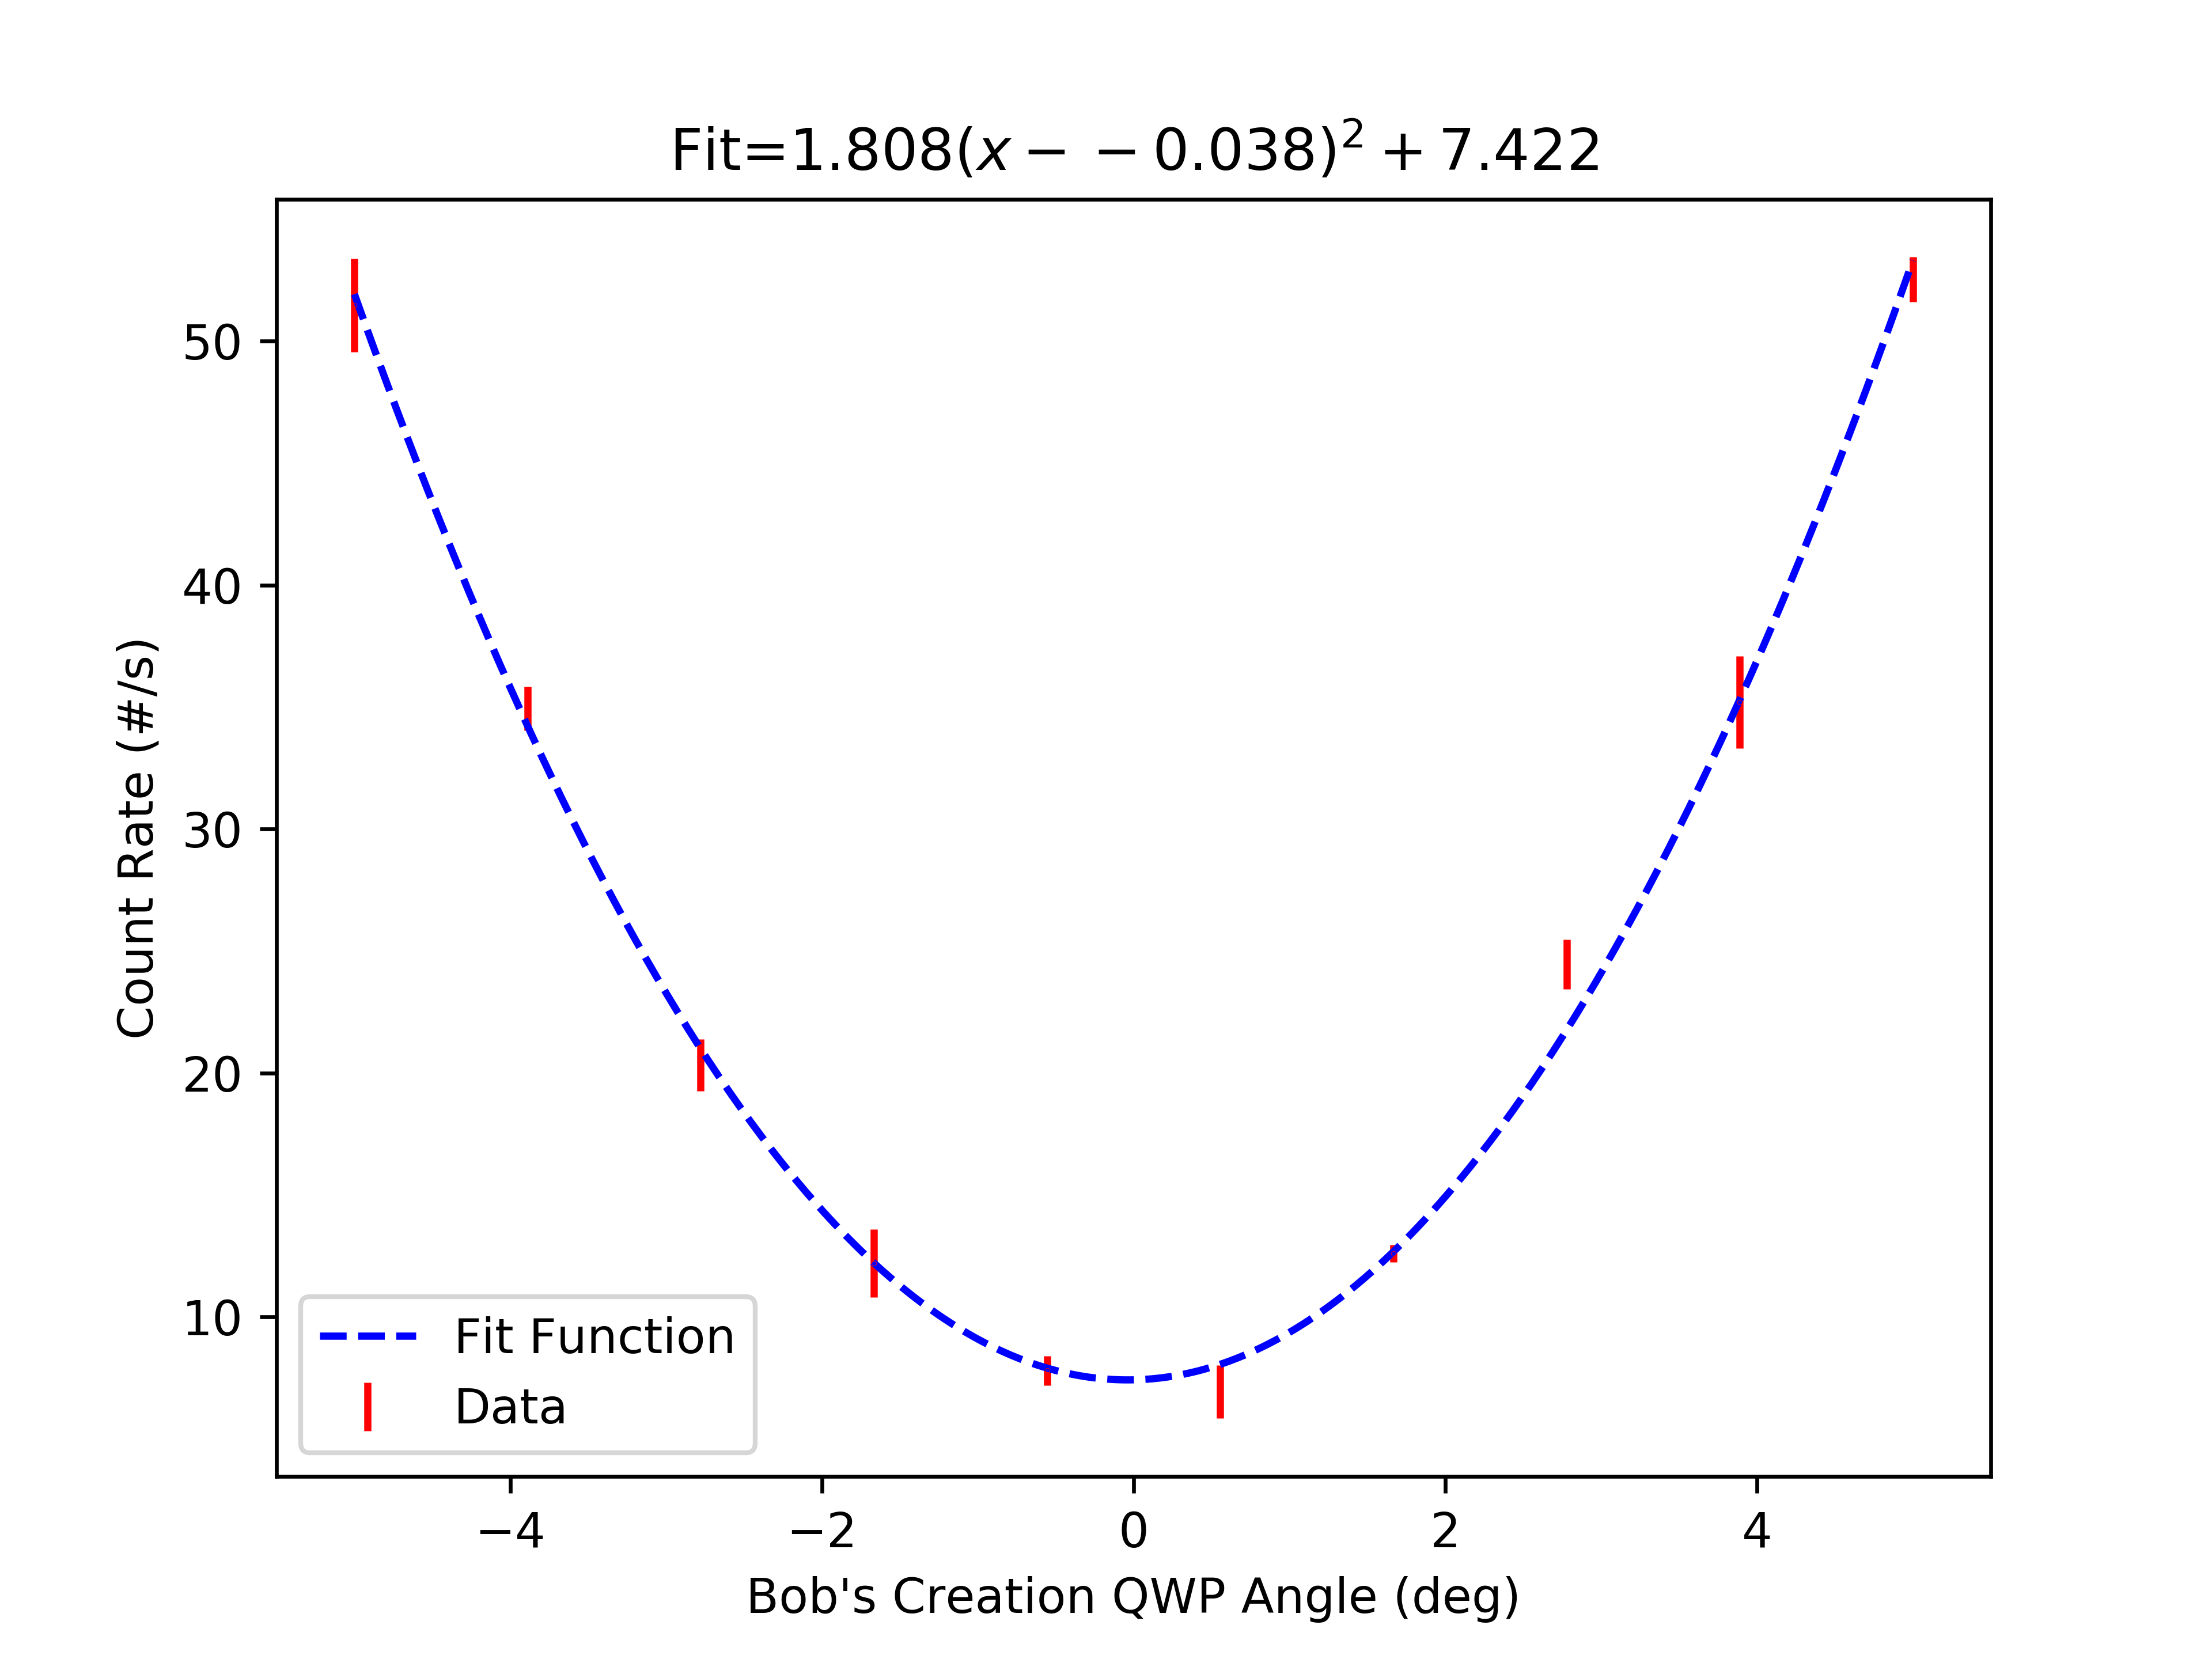 Fit=1.808(x − −0.038)² + 7.422
Count Rate (#/s)
50
40
30
20
10
Fit Function
Data
−4 −2 0 2 4
Bob's Creation QWP Angle (deg)